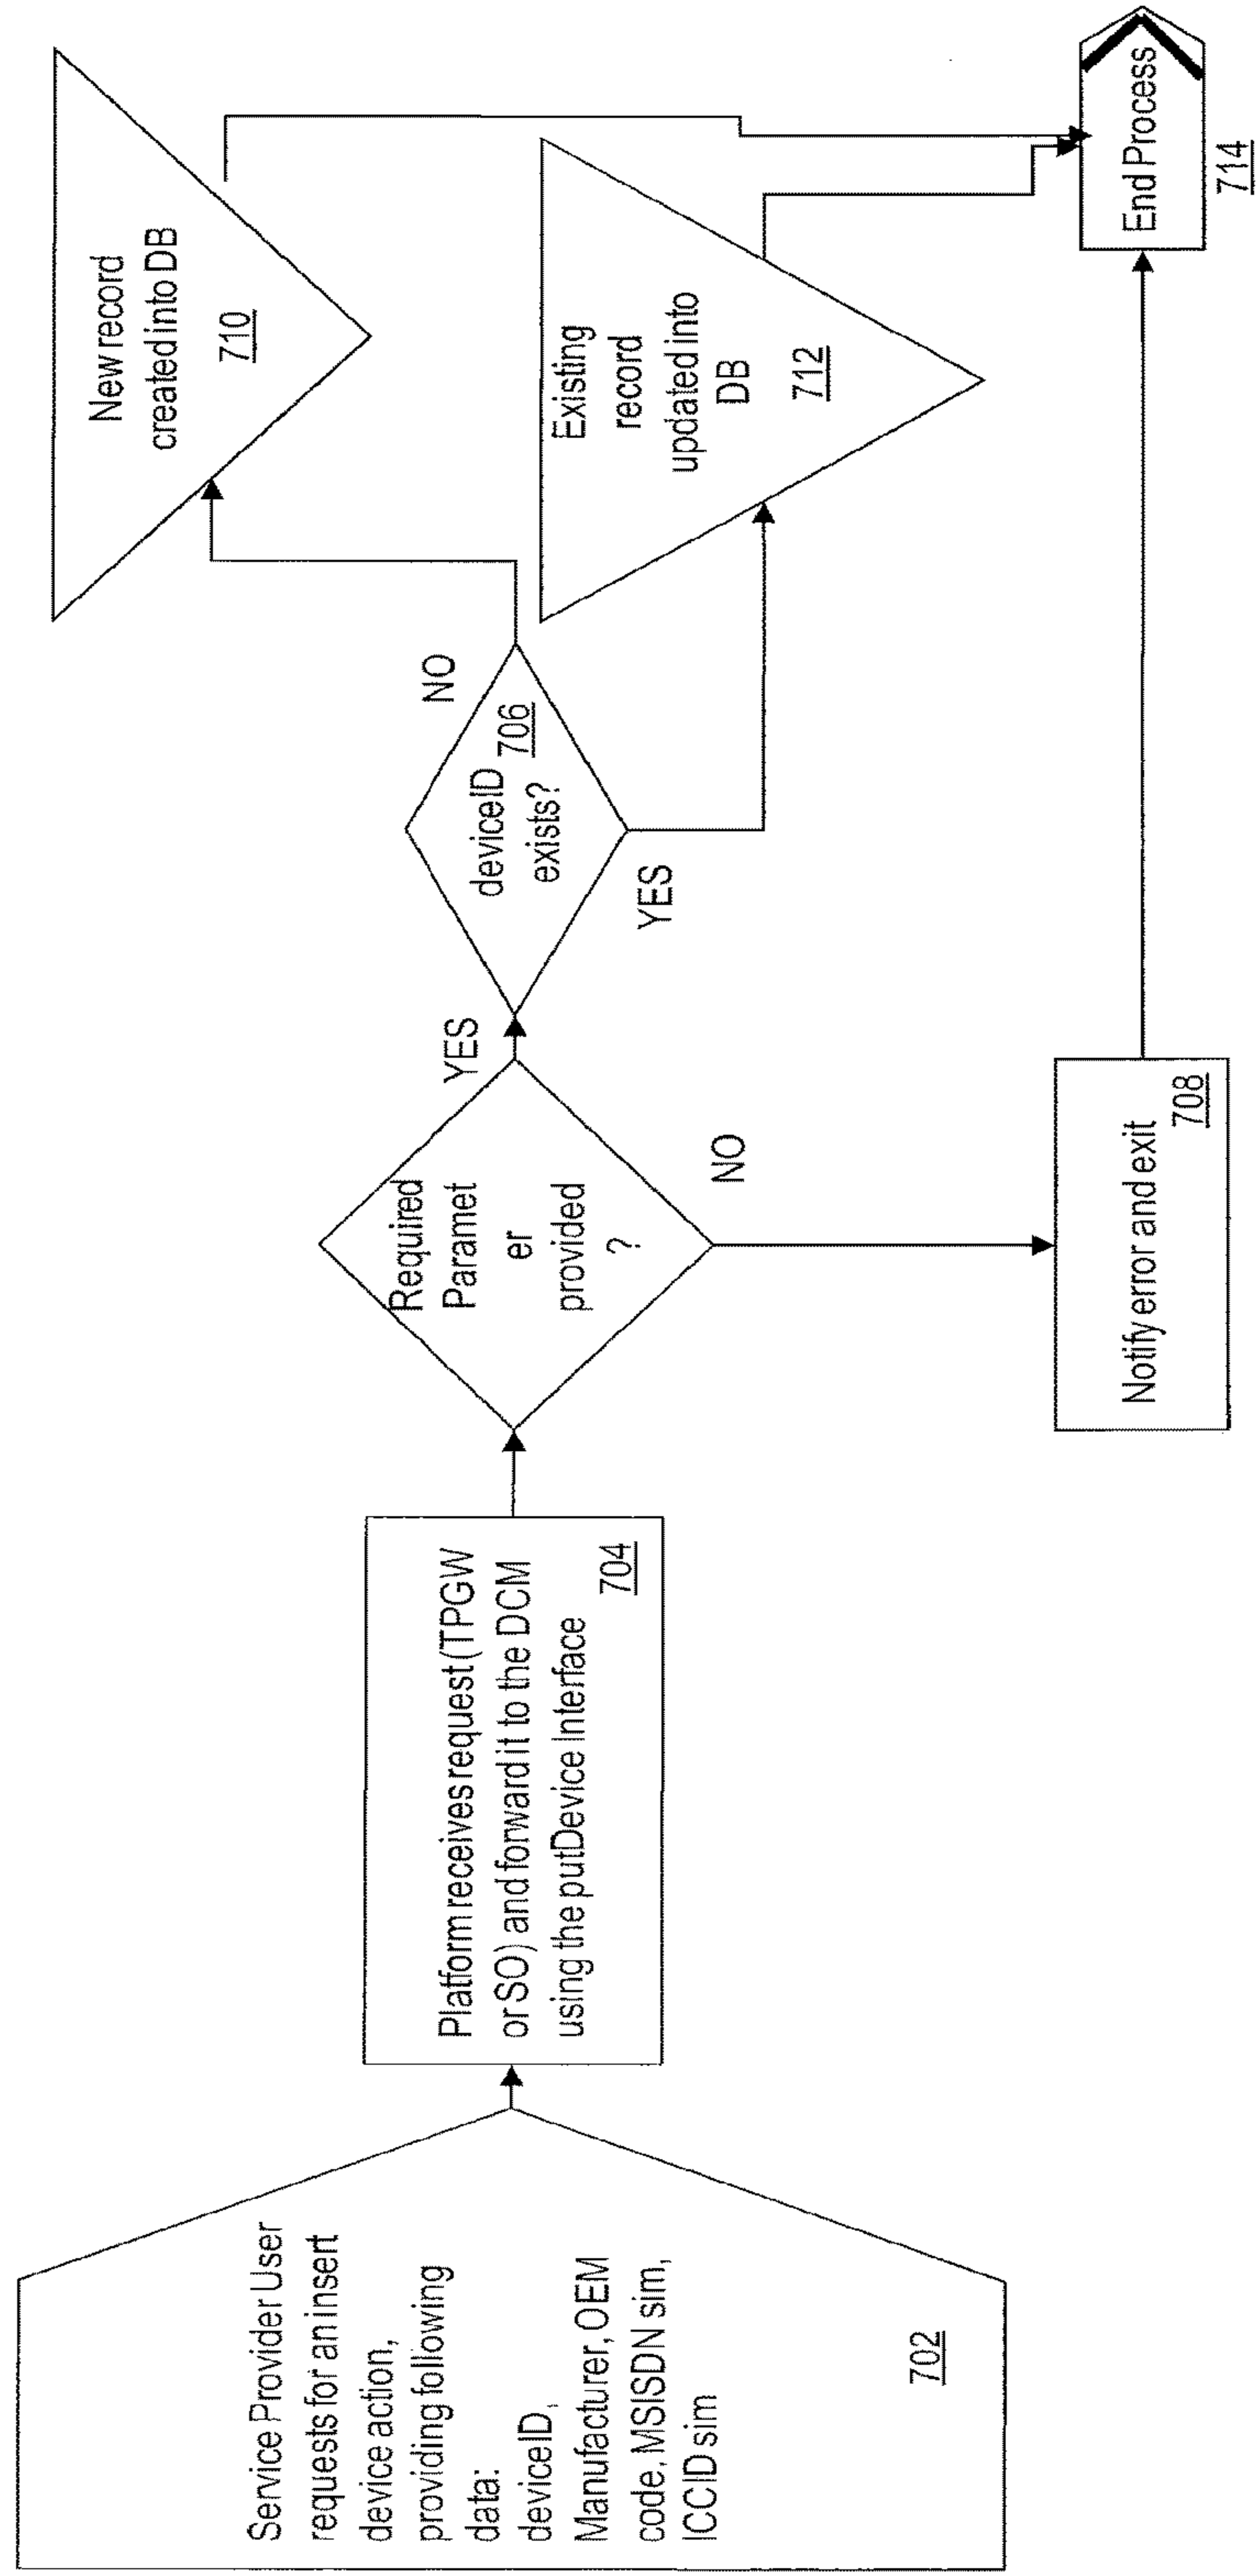 Service Provider User
requests for an insert
device action,
providing following
data:
deviceID,
Manufacturer, OEM
code, MSISDN sim,
ICCID sim
702
Platform receives request (TPGW
or SO) and forward it to the DCM
using the putDevice Interface
704
Required
Paramet
er
provided
?
YES
NO
deviceID
exists?
706
NO
YES
Notify error and exit
708
New record
created into DB
710
Existing
record
updated into
DB
712
End Process
714